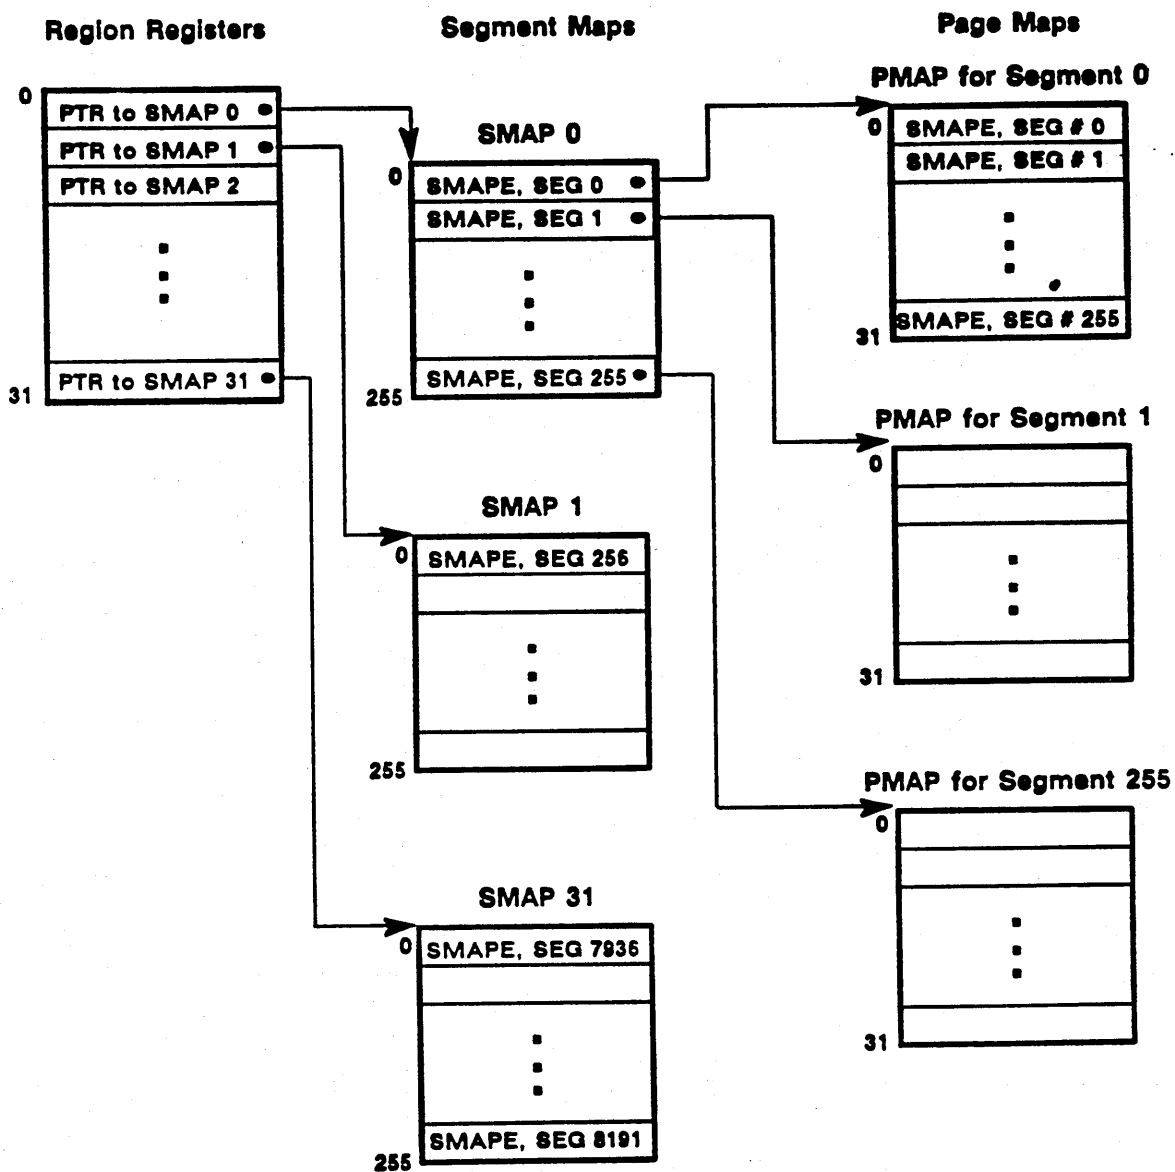 Region Registers
Segment Maps
Page Maps
0
PTR to SMAP 0
PTR to SMAP 1
PTR to SMAP 2
PTR to SMAP 31
31
SMAP 0
0
SMAPE, SEG 0
SMAPE, SEG 1
SMAPE, SEG 255
255
SMAP 1
0
SMAPE, SEG 256
255
SMAP 31
0
SMAPE, SEG 7936
SMAPE, SEG 8191
255
PMAP for Segment 0
0
SMAPE, SEG # 0
SMAPE, SEG # 1
SMAPE, SEG # 255
31
PMAP for Segment 1
0
31
PMAP for Segment 255
0
31